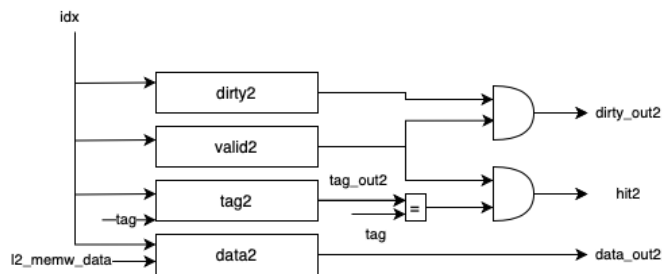 idx
dirty2
dirty_out2
valid2
tag_out2
tag2
=
hit2
tag
tag
data2
data_out2
l2_memw_data